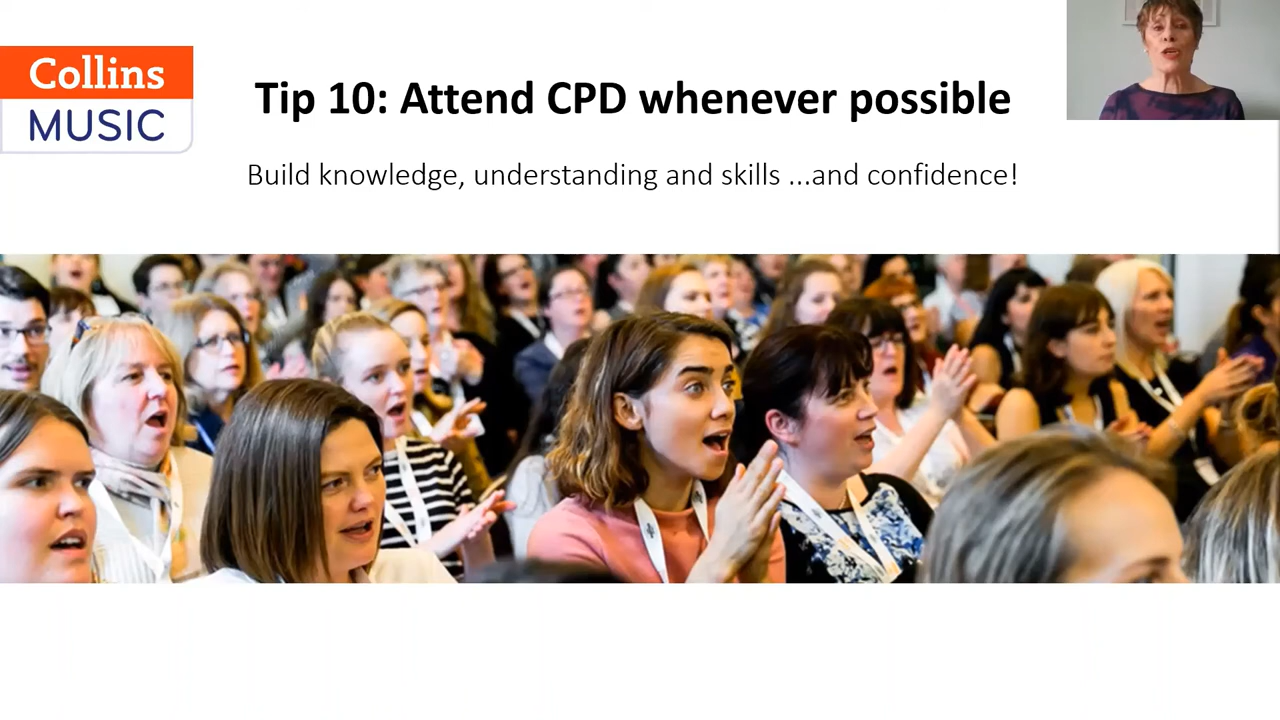 Collins
MUSIC
Tip 10: Attend CPD whenever possible
Build knowledge, understanding and skills ...and confidence!